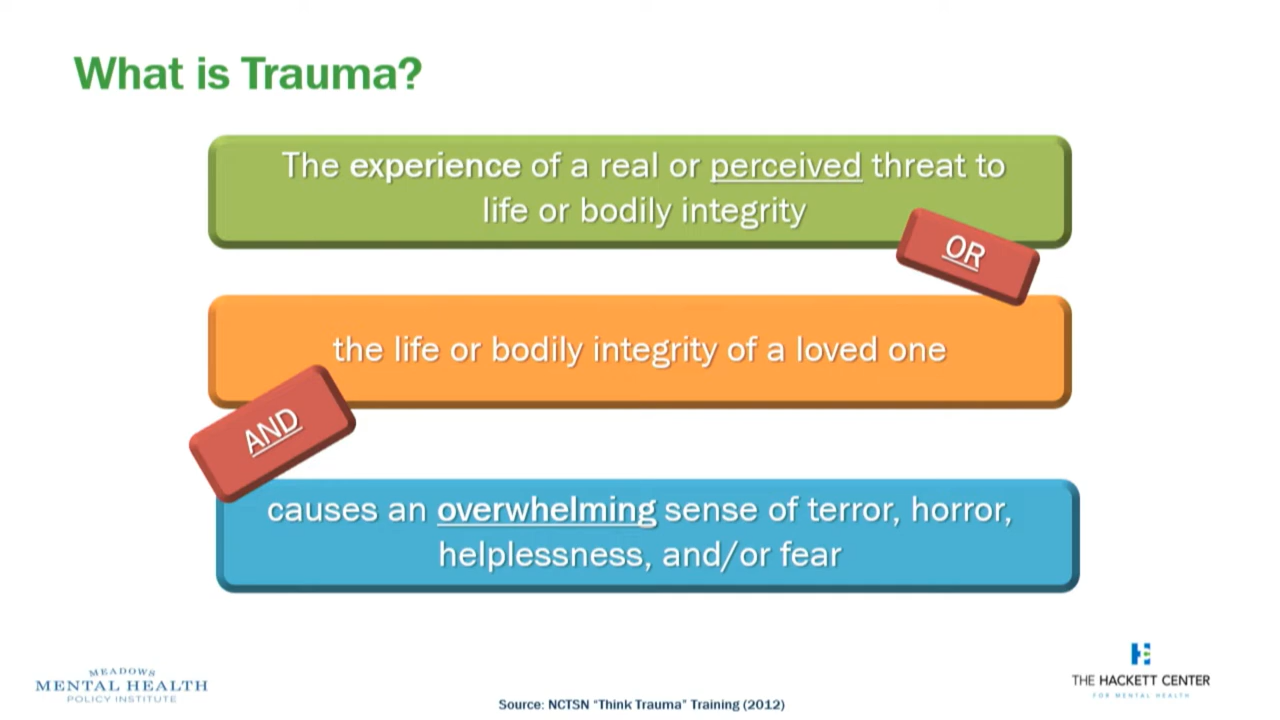 What is Trauma?
The experience of a real or perceived threat to
life or bodily integrity
OR
the life or bodily integrity of a loved one
AND
causes an overwhelming sense of terror, horror,
helplessness, and/or fear
MEADOWS
MENTAL HEALTH
POLICY INSTITUTE
Source: NCTSN “Think Trauma” Training (2012)
THE HACKETT CENTER
FOR MENTAL HEALTH